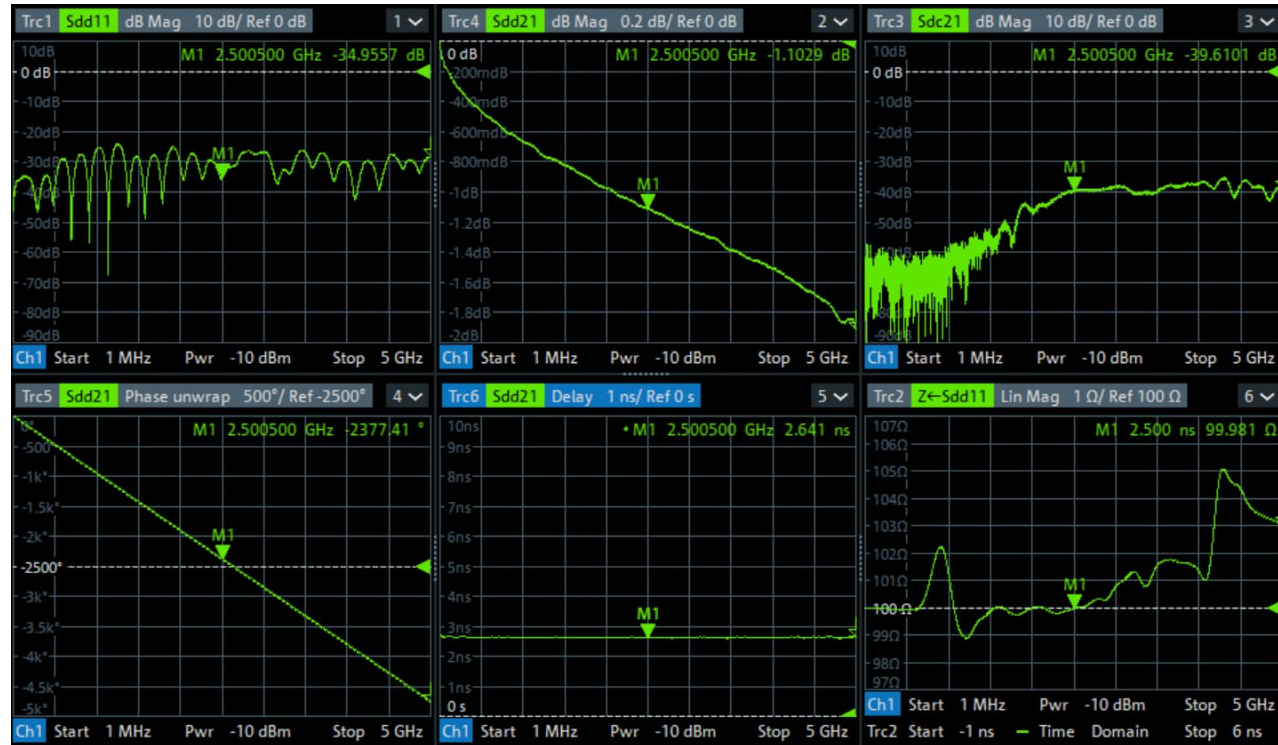 Trc1 Sdd11 dB Mag 10 dB/ Ref 0 dB 1
M1 2.500500 GHz -34.9557 dB
10dB
0 dB
-10dB
-20dB
-30dB
M1
-40dB
-50dB
-60dB
-70dB
-80dB
-90dB
Ch1 Start 1 MHz Pwr -10 dBm Stop 5 GHz
Trc4 Sdd21 dB Mag 0.2 dB/ Ref 0 dB 2
M1 2.500500 GHz -1.1029 dB
0 dB
-200mdB
-400mdB
-600mdB
-800mdB
M1
-1dB
-1.2dB
-1.4dB
-1.6dB
-1.8dB
-2dB
Ch1 Start 1 MHz Pwr -10 dBm Stop 5 GHz
Trc3 Sdc21 dB Mag 10 dB/ Ref 0 dB 3
M1 2.500500 GHz -39.6101 dB
10dB
0 dB
-10dB
-20dB
-30dB
M1
-40dB
-50dB
-90dB
Ch1 Start 1 MHz Pwr -10 dBm Stop 5 GHz
Trc5 Sdd21 Phase unwrap 500°/ Ref -2500° 4
M1 2.500500 GHz -2377.41 °
0°
-500°
-1k°
-1.5k°
-2k°
M1
-2500°
-3k°
-3.5k°
-4k°
-4.5k°
-5k°
Ch1 Start 1 MHz Pwr -10 dBm Stop 5 GHz
Trc6 Sdd21 Delay 1 ns/ Ref 0 s 5
•M1 2.500500 GHz 2.641 ns
10ns
9ns
8ns
7ns
6ns
5ns
4ns
M1
3ns
2ns
1ns
0 s
Ch1 Start 1 MHz Pwr -10 dBm Stop 5 GHz
Trc2 Z←Sdd11 Lin Mag 1 Ω/ Ref 100 Ω 6
M1 2.500 ns 99.981 Ω
107Ω
106Ω
105Ω
104Ω
103Ω
102Ω
101Ω
M1
100 Ω
99Ω
98Ω
97Ω
Ch1 Start 1 MHz Pwr -10 dBm Stop 5 GHz
Trc2 Start -1 ns — Time Domain Stop 6 ns